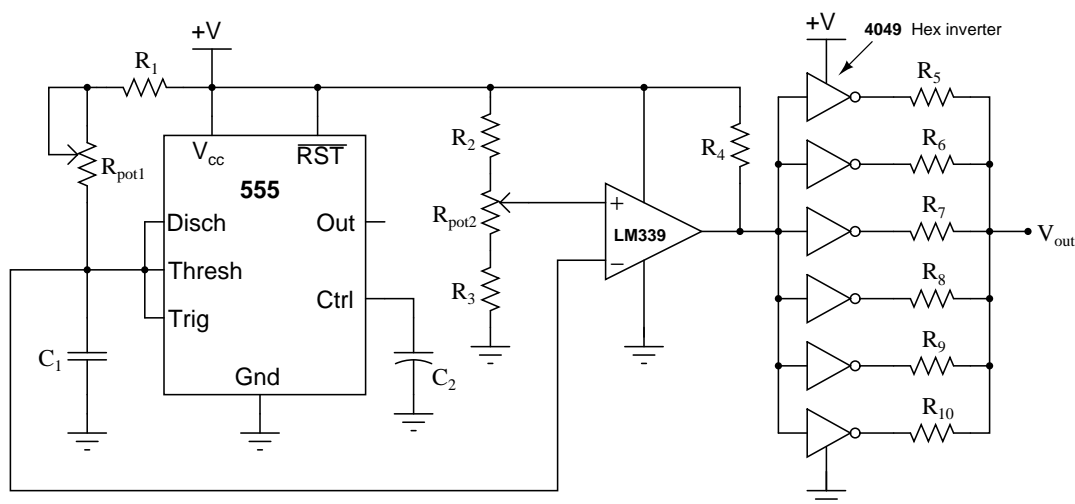 +V
+V
4049 Hex inverter
R1
R5
Vcc
RST
R2
R4
R6
Rpot1
555
Disch
Out
Rpot2
+
LM339
−
R7
Vout
Thresh
Ctrl
R3
R8
Trig
C1
Gnd
C2
R9
R10